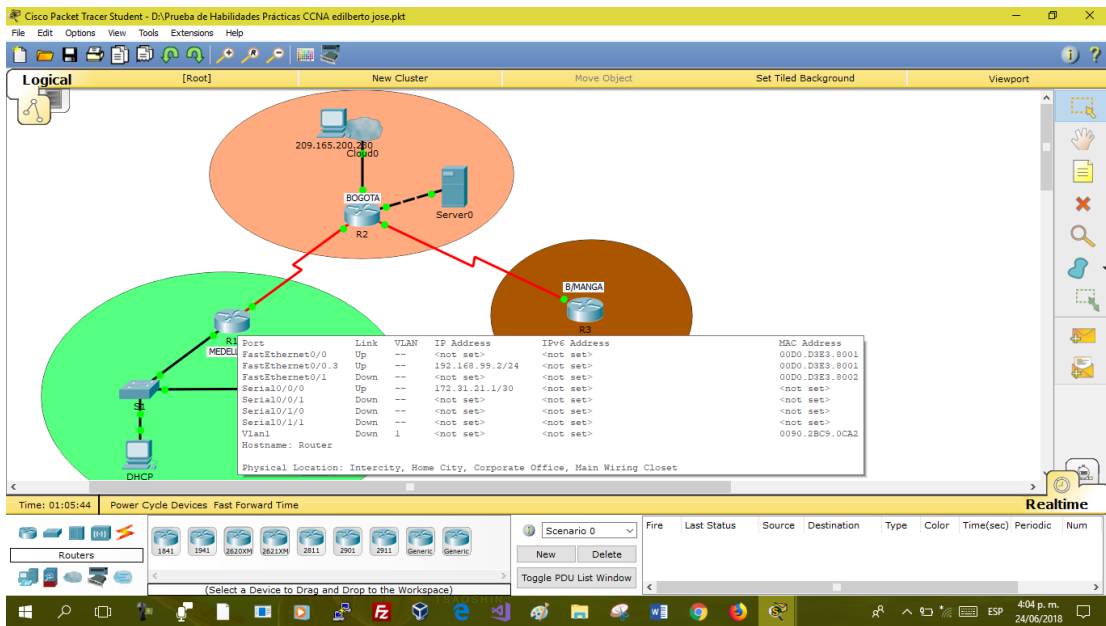 Cisco Packet Tracer Student - D:\Prueba de Habilidades Prácticas CCNA edilberto jose.pkt
File Edit Options View Tools Extensions Help
Logical [Root] New Cluster Move Object Set Tiled Background Viewport
209.165.200.230
Cloud0
BOGOTA
Server0
R2
B/MANGA
R3
R1
MEDELL
S1
DHCP
Port Link VLAN IP Address IPv6 Address MAC Address
FastEthernet0/0 Up -- <not set> <not set> 00D0.D3E3.8001
FastEthernet0/0.3 Up -- 192.168.99.2/24 <not set> 00D0.D3E3.8001
FastEthernet0/1 Down -- <not set> <not set> 00D0.D3E3.8002
Serial0/0/0 Up -- 172.31.21.1/30 <not set> <not set>
Serial0/0/1 Down -- <not set> <not set> <not set>
Serial0/1/0 Down -- <not set> <not set> <not set>
Serial0/1/1 Down -- <not set> <not set> <not set>
Vlan1 Down 1 <not set> <not set> 0090.2BC9.0CA2
Hostname: Router
Physical Location: Intercity, Home City, Corporate Office, Main Wiring Closet
Time: 01:05:44 Power Cycle Devices Fast Forward Time Realtime
Routers
1841 1941 2620XM 2621XM 2811 2901 2911 Generic Generic
(Select a Device to Drag and Drop to the Workspace)
Scenario 0
New Delete
Toggle PDU List Window
Fire Last Status Source Destination Type Color Time(sec) Periodic Num
ESP
4:04 p. m.
24/06/2018